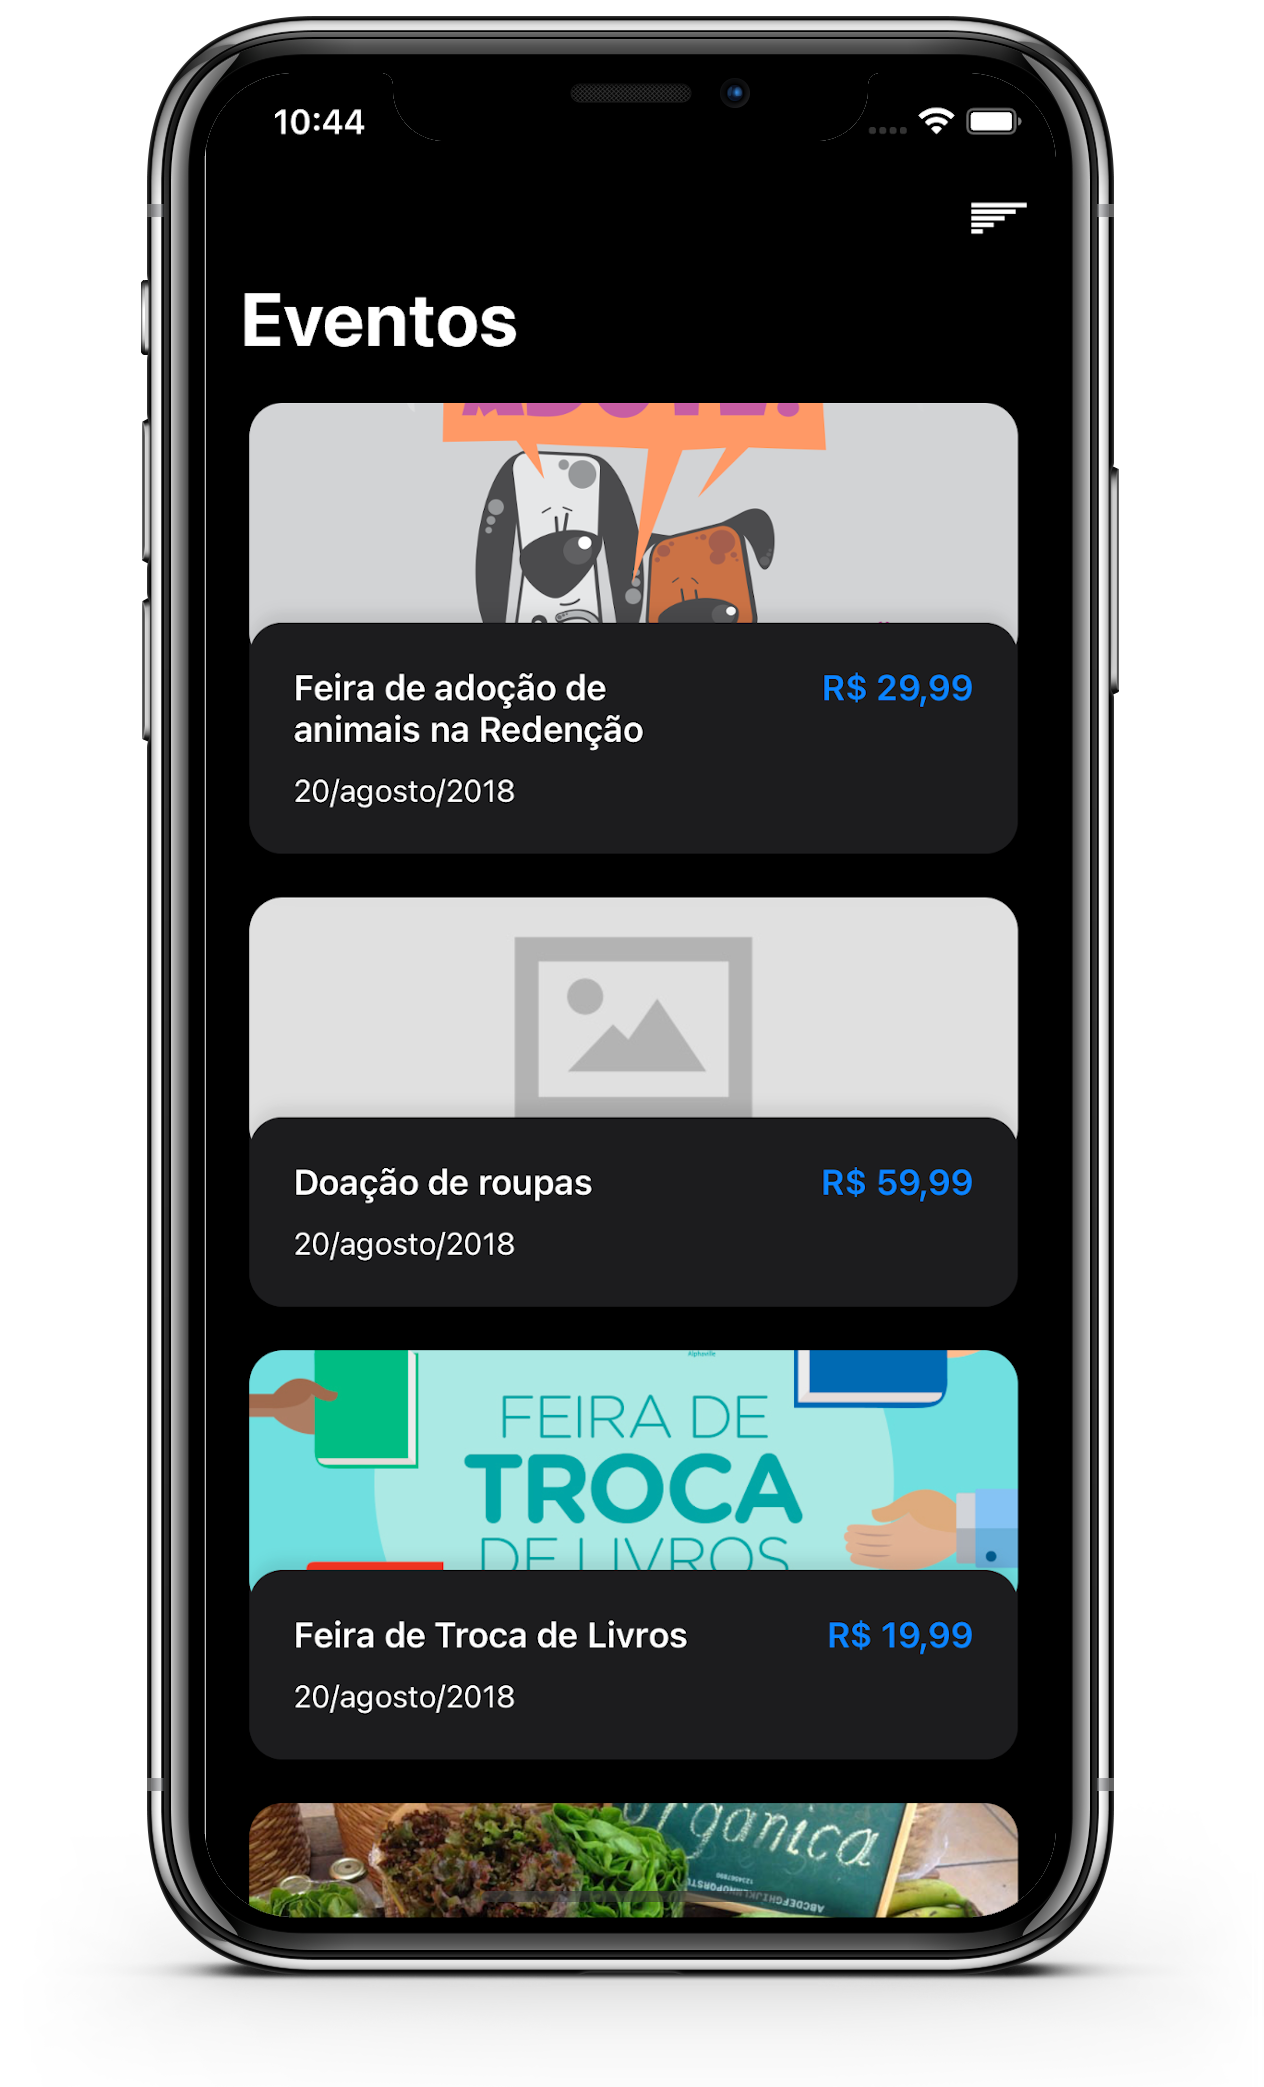 10:44
Eventos
Feira de adoção de
animais na Redenção
R$ 29,99
20/agosto/2018
Doação de roupas
R$ 59,99
20/agosto/2018
Alphaville
FEIRA DE
TROCA
DE LIVROS
Feira de Troca de Livros
R$ 19,99
20/agosto/2018
organica